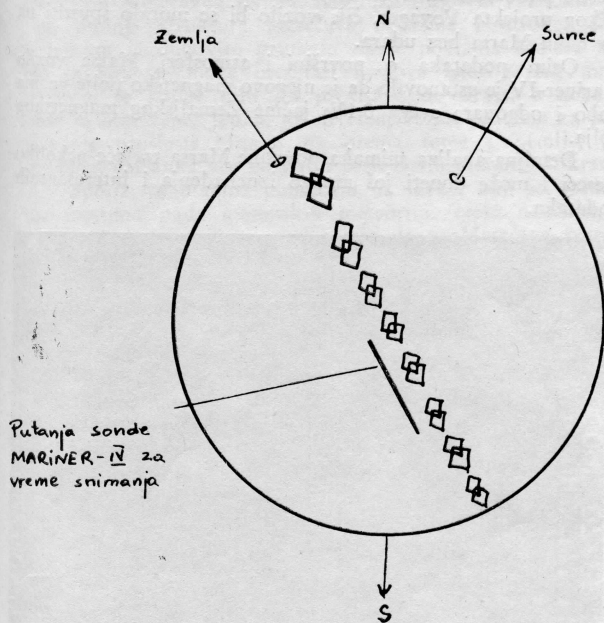 N
Zemlja
Sunce
Putanja sonde
MARINER-IV za
vreme snimanja
S